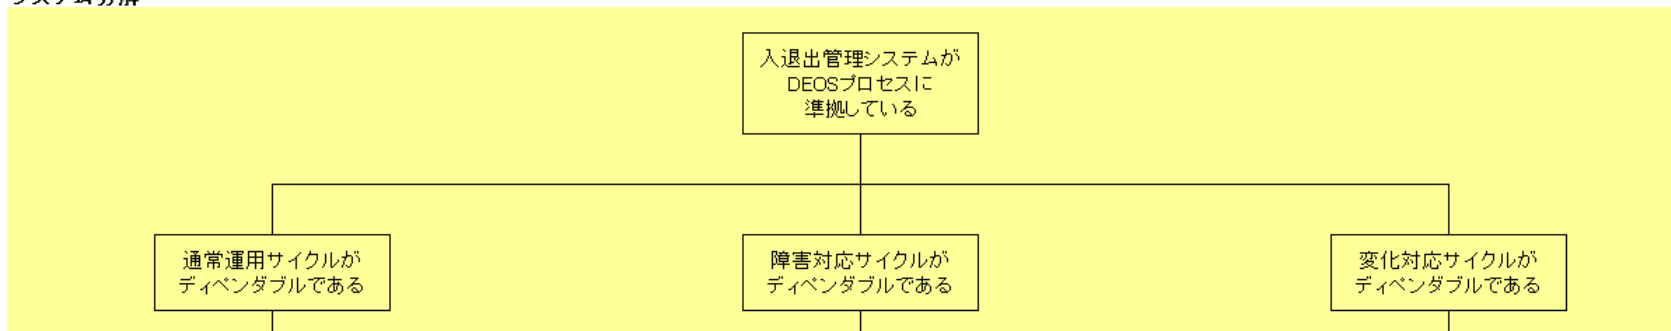 入退出管理システムが
DEOSプロセスに
準拠している
通常運用サイクルが
ディペンダブルである
障害対応サイクルが
ディペンダブルである
変化対応サイクルが
ディペンダブルである